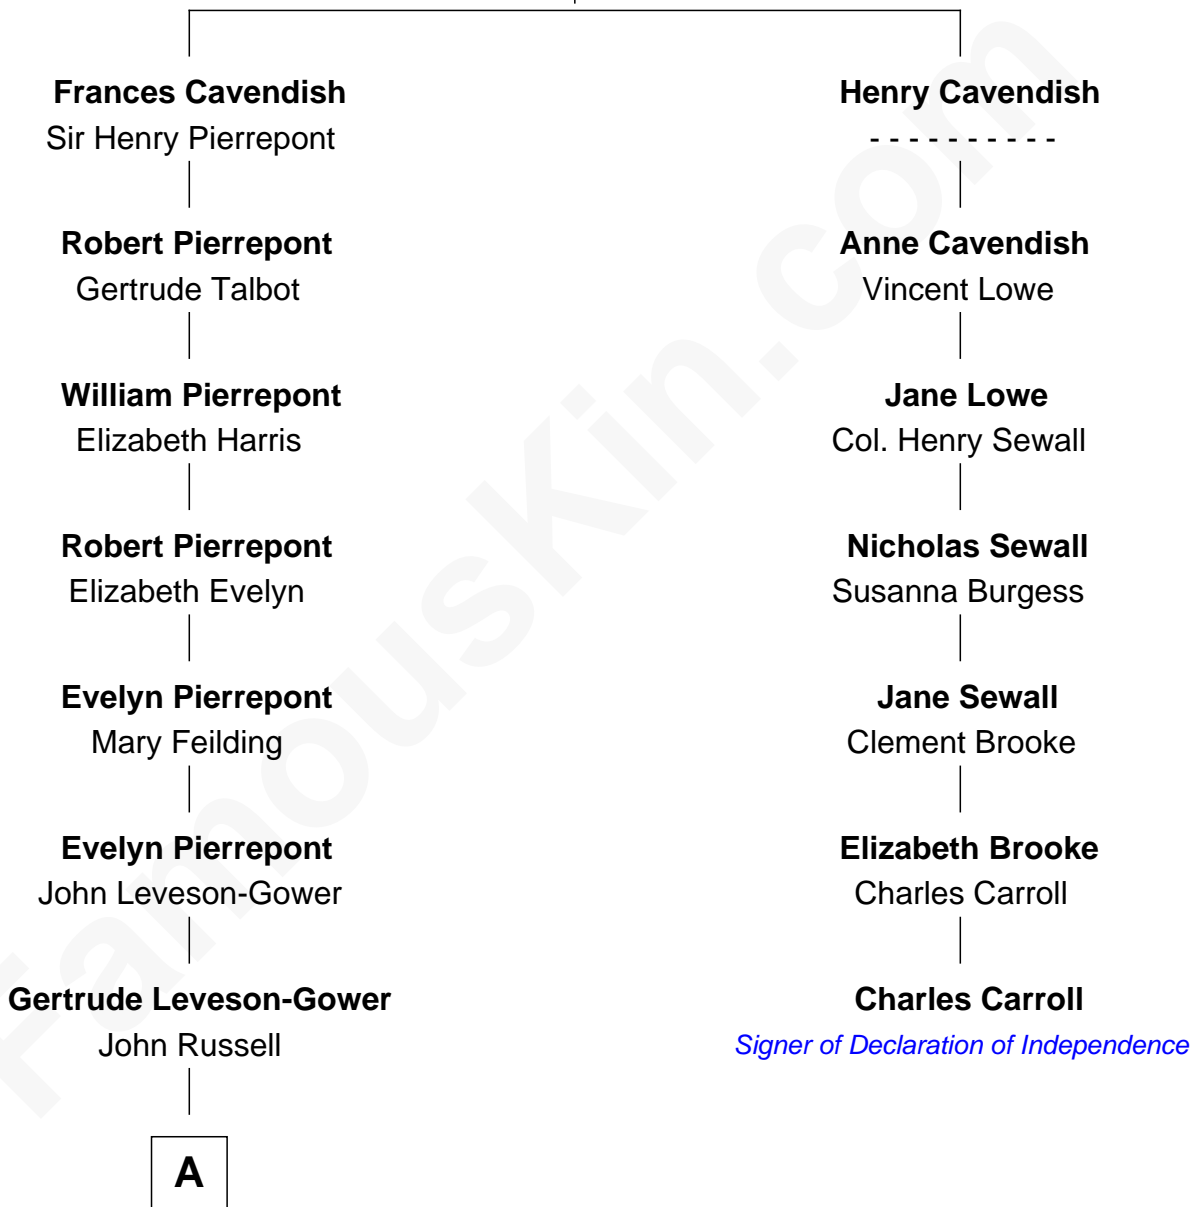 Frances Cavendish
Sir Henry Pierrepont
Robert Pierrepont
Gertrude Talbot
William Pierrepont
Elizabeth Harris
Robert Pierrepont
Elizabeth Evelyn
Evelyn Pierrepont
Mary Feilding
Evelyn Pierrepont
John Leveson-Gower
Gertrude Leveson-Gower
John Russell
A
Henry Cavendish
- - - - - - - - - -
Anne Cavendish
Vincent Lowe
Jane Lowe
Col. Henry Sewall
Nicholas Sewall
Susanna Burgess
Jane Sewall
Clement Brooke
Elizabeth Brooke
Charles Carroll
Charles Carroll
Signer of Declaration of Independence
FamousKin.com